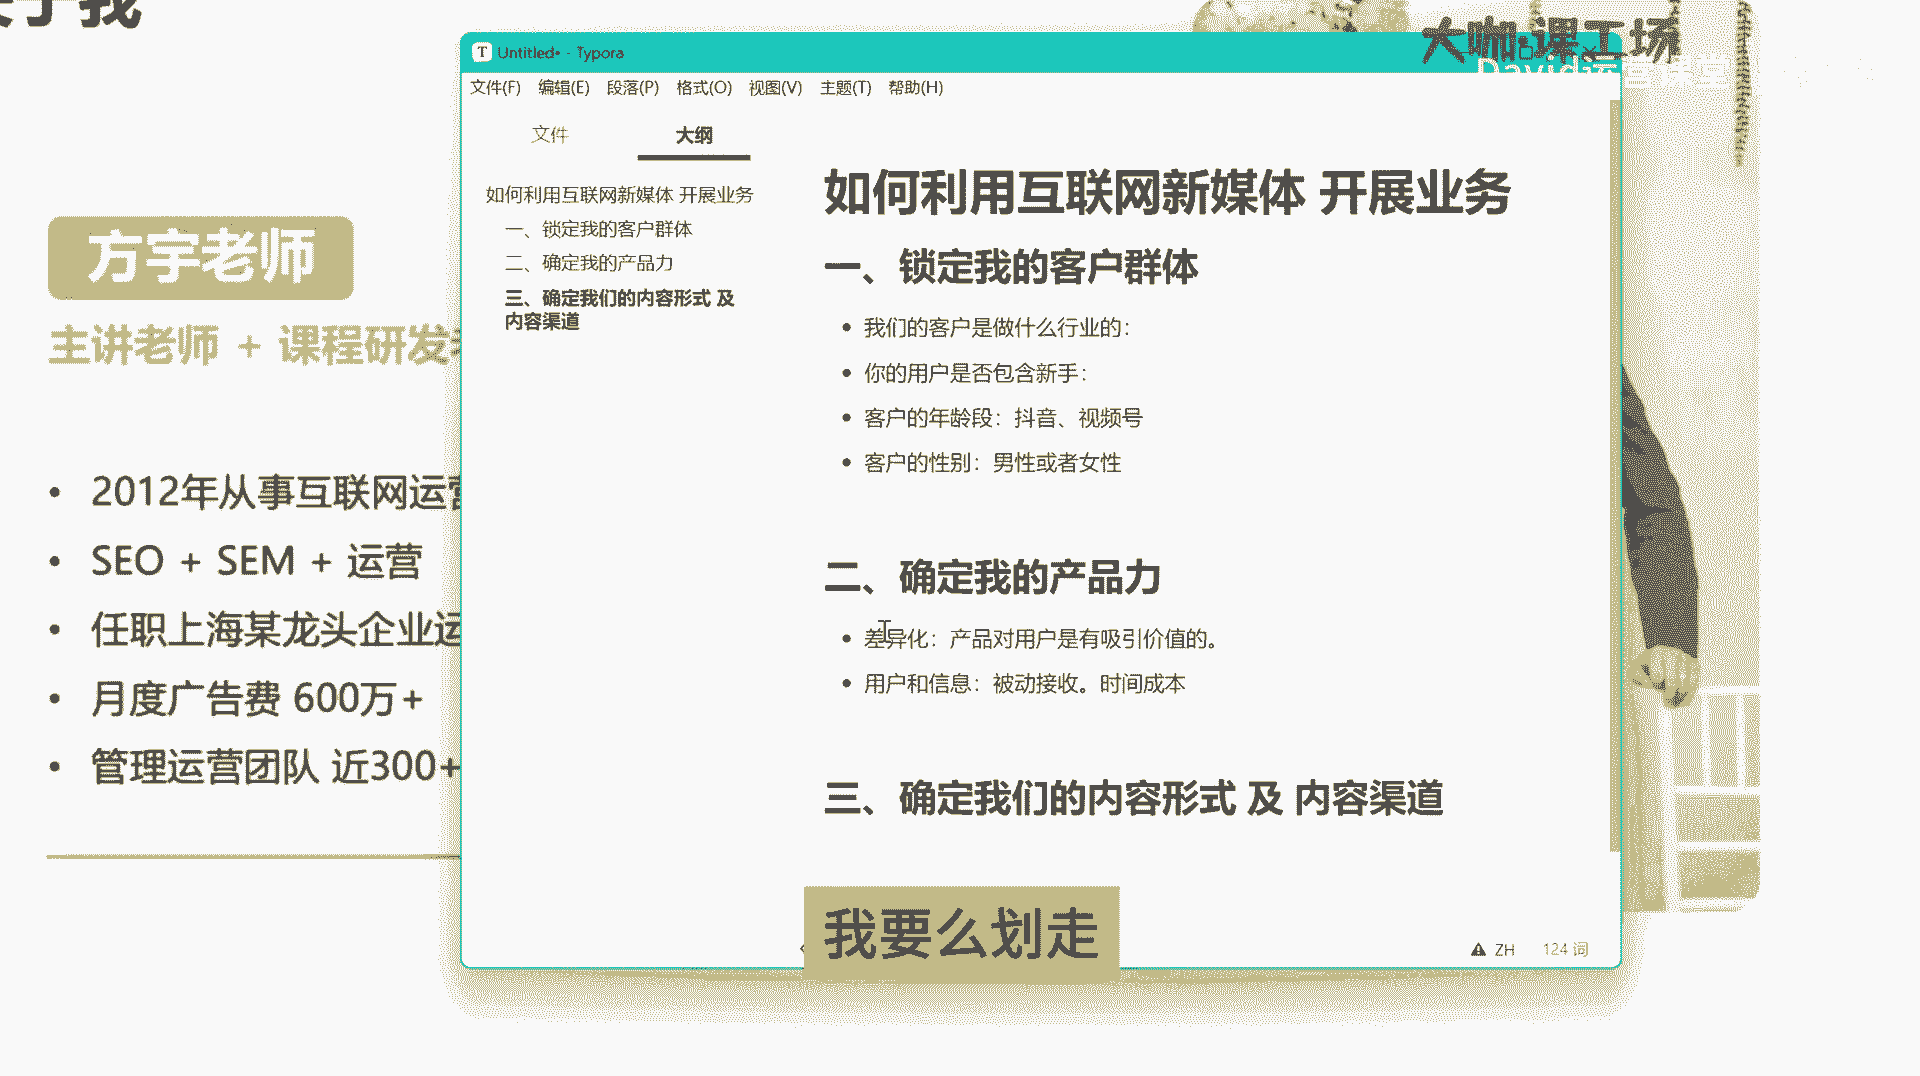 关于我
大咖课工场
David运营课堂
方宇老师
主讲老师 + 课程研发
2012年从事互联网运营
SEO + SEM + 运营
任职上海某龙头企业运
月度广告费 600万+
管理运营团队 近300+
Untitled• - Typora
文件(F) 编辑(E) 段落(P) 格式(O) 视图(V) 主题(T) 帮助(H)
文件 大纲
如何利用互联网新媒体 开展业务
一、锁定我的客户群体
二、确定我的产品力
三、确定我们的内容形式 及
内容渠道
如何利用互联网新媒体 开展业务
一、锁定我的客户群体
我们的客户是做什么行业的：
你的用户是否包含新手：
客户的年龄段：抖音、视频号
客户的性别：男性或者女性
二、确定我的产品力
差异化：产品对用户是有吸引价值的。
用户和信息：被动接收。时间成本
三、确定我们的内容形式 及 内容渠道
我要么划走
ZH 124 词